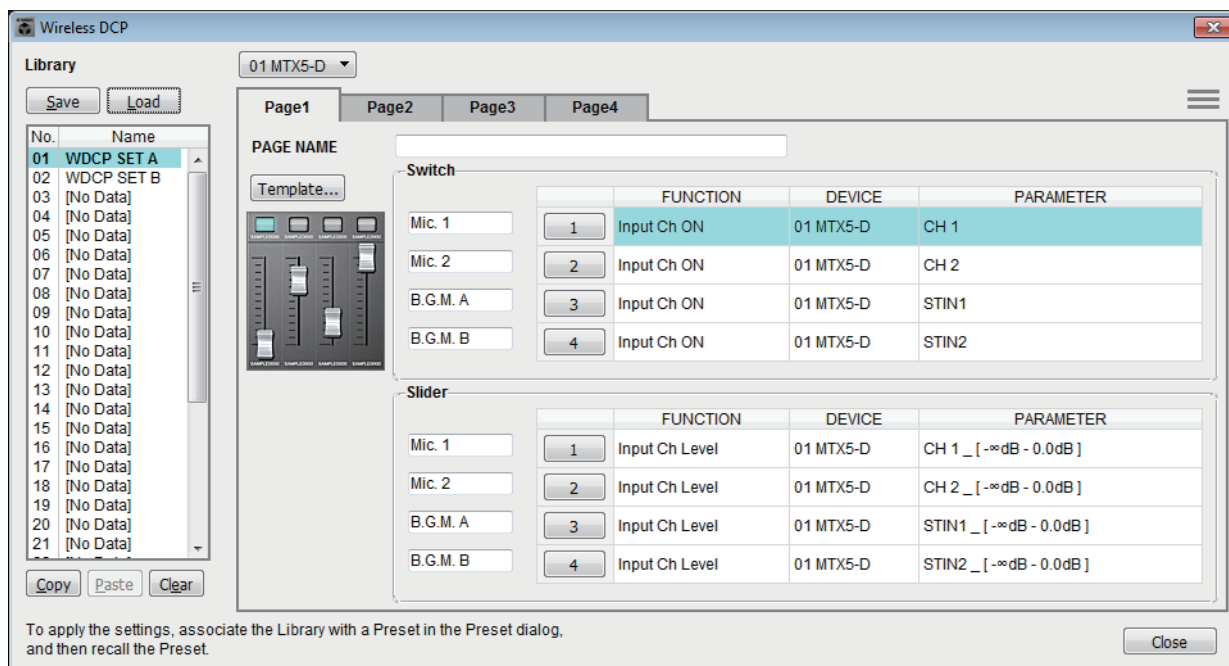 Wireless DCP
Library
01 MTX5-D
Save Load
Page1 Page2 Page3 Page4
No. Name
01 WDCP SET A
02 WDCP SET B
03 [No Data]
04 [No Data]
05 [No Data]
06 [No Data]
07 [No Data]
08 [No Data]
09 [No Data]
10 [No Data]
11 [No Data]
12 [No Data]
13 [No Data]
14 [No Data]
15 [No Data]
16 [No Data]
17 [No Data]
18 [No Data]
19 [No Data]
20 [No Data]
21 [No Data]
Copy Paste Clear
PAGE NAME
Template...
Switch
FUNCTION DEVICE PARAMETER
Mic. 1 1 Input Ch ON 01 MTX5-D CH 1
Mic. 2 2 Input Ch ON 01 MTX5-D CH 2
B.G.M. A 3 Input Ch ON 01 MTX5-D STIN1
B.G.M. B 4 Input Ch ON 01 MTX5-D STIN2
Slider
FUNCTION DEVICE PARAMETER
Mic. 1 1 Input Ch Level 01 MTX5-D CH 1 _ [ -∞dB - 0.0dB ]
Mic. 2 2 Input Ch Level 01 MTX5-D CH 2 _ [ -∞dB - 0.0dB ]
B.G.M. A 3 Input Ch Level 01 MTX5-D STIN1 _ [ -∞dB - 0.0dB ]
B.G.M. B 4 Input Ch Level 01 MTX5-D STIN2 _ [ -∞dB - 0.0dB ]
To apply the settings, associate the Library with a Preset in the Preset dialog,
and then recall the Preset.
Close